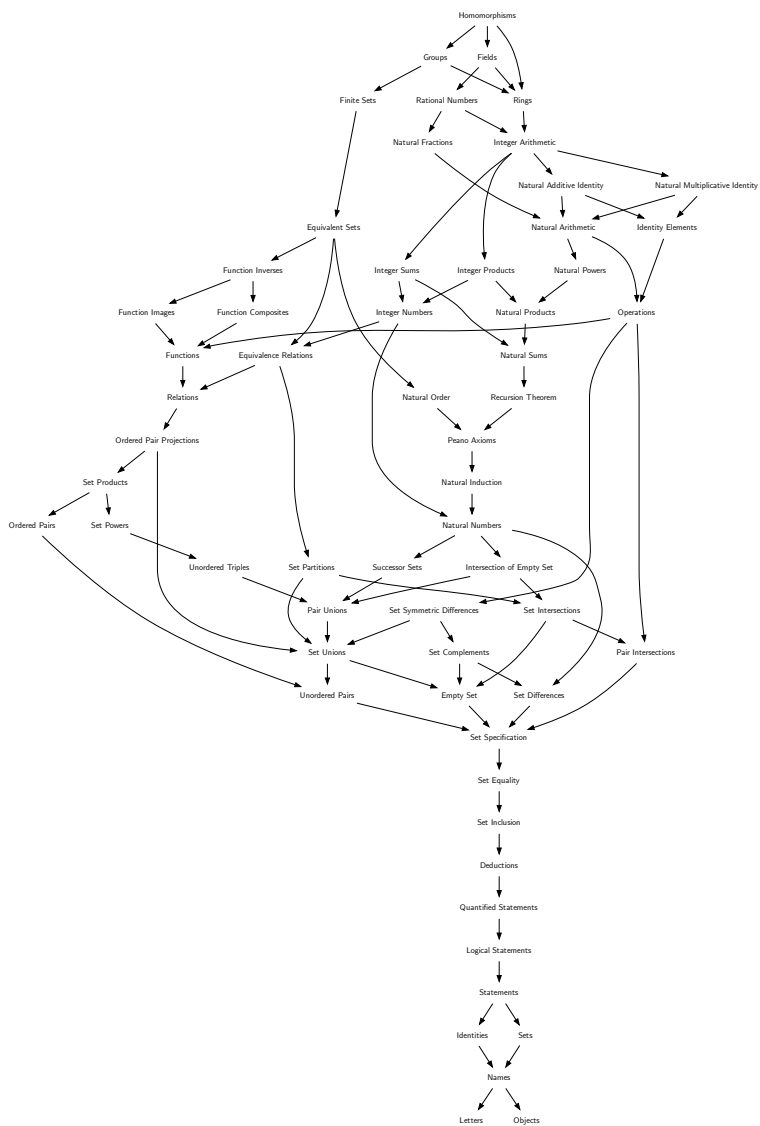 Homomorphisms
Groups
Fields
Finite Sets
Rational Numbers
Rings
Natural Fractions
Integer Arithmetic
Natural Additive Identity
Natural Multiplicative Identity
Equivalent Sets
Natural Arithmetic
Identity Elements
Function Inverses
Integer Sums
Integer Products
Natural Powers
Function Images
Function Composites
Integer Numbers
Natural Products
Operations
Functions
Equivalence Relations
Natural Sums
Relations
Natural Order
Recursion Theorem
Ordered Pair Projections
Peano Axioms
Set Products
Natural Induction
Ordered Pairs
Set Powers
Natural Numbers
Unordered Triples
Set Partitions
Successor Sets
Intersection of Empty Set
Pair Unions
Set Symmetric Differences
Set Intersections
Set Unions
Set Complements
Pair Intersections
Unordered Pairs
Empty Set
Set Differences
Set Specification
Set Equality
Set Inclusion
Deductions
Quantified Statements
Logical Statements
Statements
Identities
Sets
Names
Letters
Objects